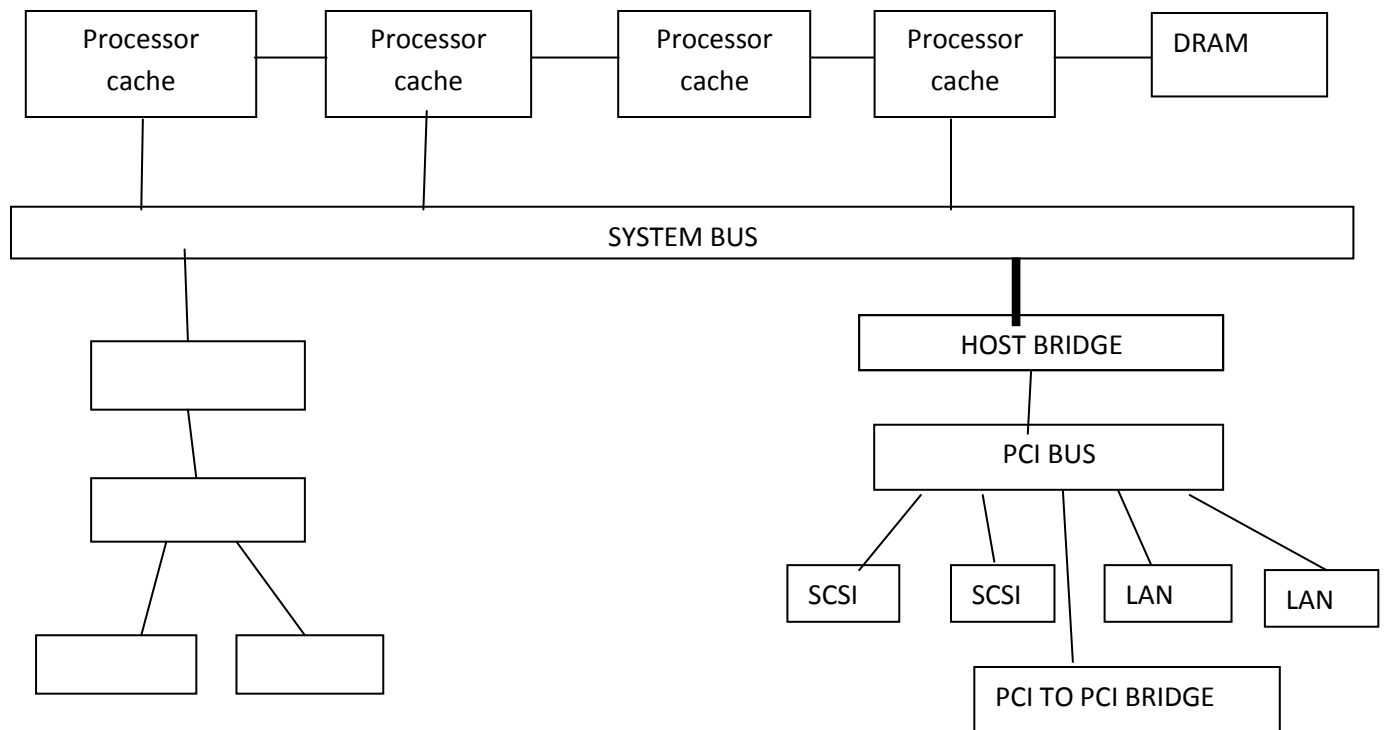 Processor
cache
Processor
cache
Processor
cache
Processor
cache
DRAM
SYSTEM BUS
HOST BRIDGE
PCI BUS
SCSI
SCSI
LAN
LAN
PCI TO PCI BRIDGE